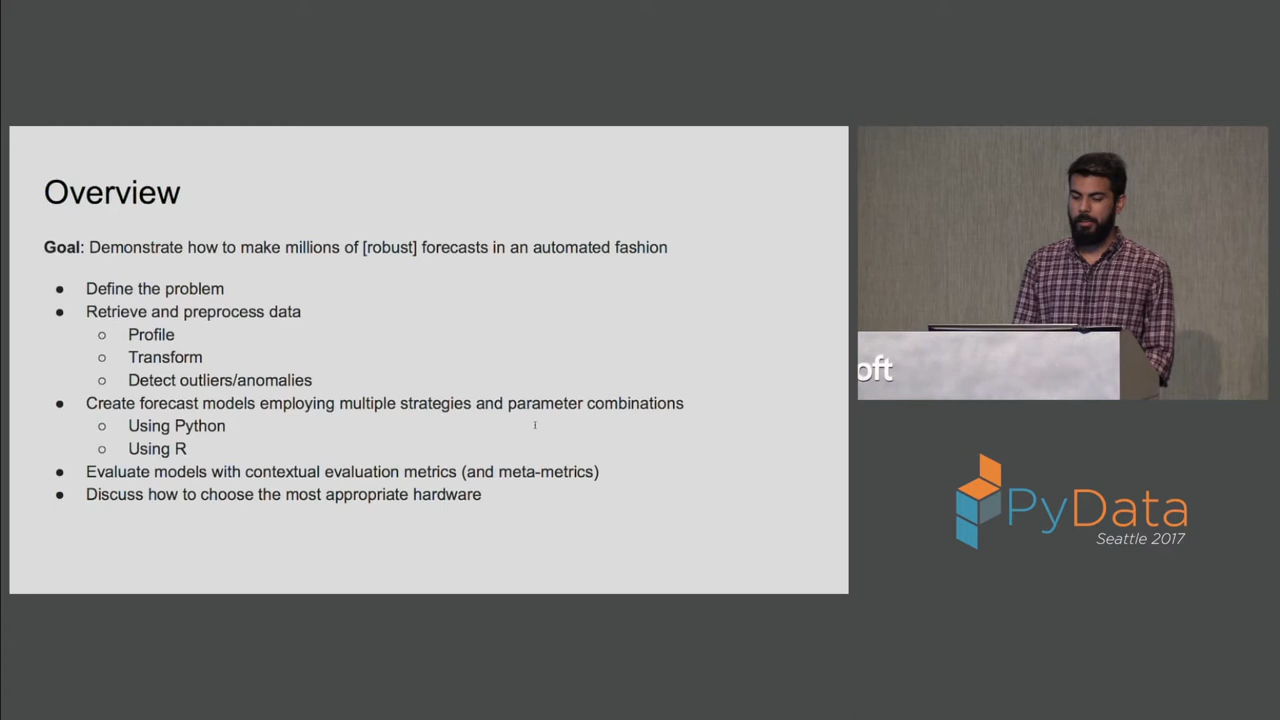 Overview
Goal: Demonstrate how to make millions of [robust] forecasts in an automated fashion
● Define the problem
● Retrieve and preprocess data
○ Profile
○ Transform
○ Detect outliers/anomalies
● Create forecast models employing multiple strategies and parameter combinations
○ Using Python
○ Using R
● Evaluate models with contextual evaluation metrics (and meta-metrics)
● Discuss how to choose the most appropriate hardware
oft
PyData
Seattle 2017